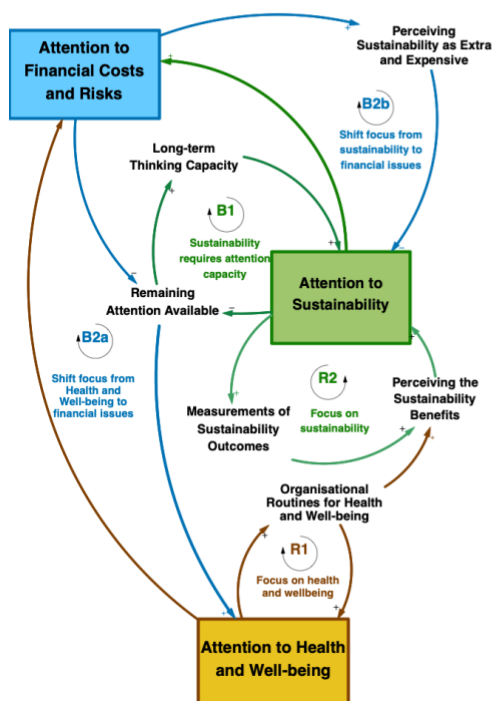 Attention to
Financial Costs
and Risks
Perceiving
Sustainability as Extra
and Expensive
B2b
Shift focus from
sustainability to
financial issues
Long-term
Thinking Capacity
B1
Sustainability
requires attention
capacity
Attention to
Sustainability
Remaining
Attention Available
B2a
Shift focus from
Health and
Well-being to
financial issues
R2
Focus on
sustainability
Perceiving the
Sustainability
Benefits
Measurements of
Sustainability
Outcomes
Organisational
Routines for Health
and Well-being
R1
Focus on health
and wellbeing
Attention to Health
and Well-being